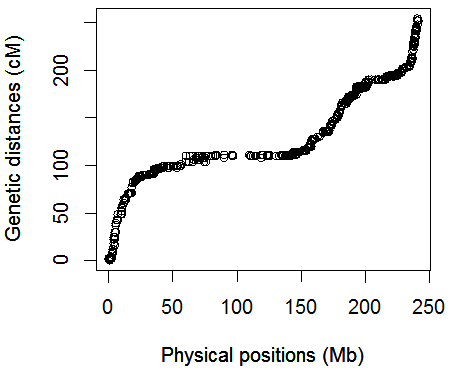 Genetic distances (cM)
0 50 100 200
0 50 100 150 200 250
Physical positions (Mb)